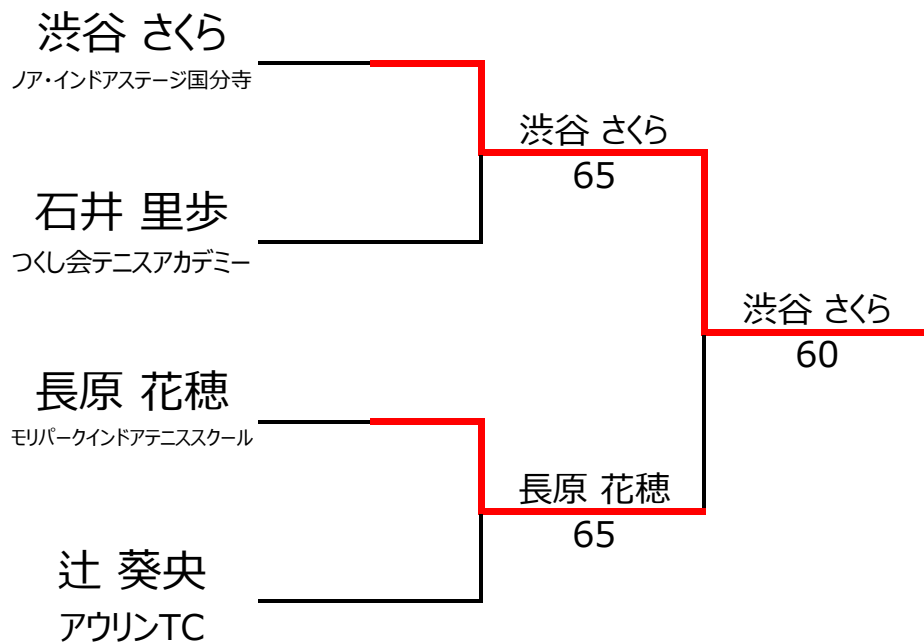 渋谷 さくら
ノア・インドアステージ国分寺
石井 里歩
つくし会テニスアカデミー
長原 花穂
モリパークインドアテニススクール
辻 葵央
アウリンTC
渋谷 さくら
65
長原 花穂
65
渋谷 さくら
60